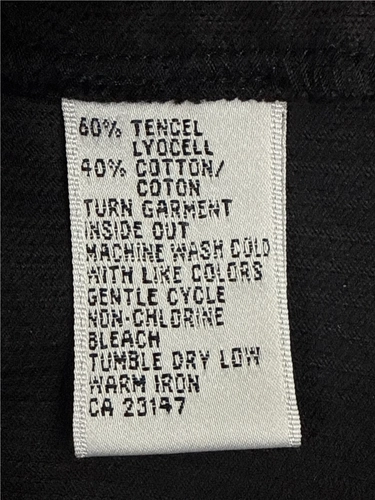 60% TENCEL
LYOCELL
40% COTTON/
COTON
TURN GARMENT
INSIDE OUT
MACHINE WASH COLD
WITH LIKE COLORS
GENTLE CYCLE
NON-CHLORINE
BLEACH
TUMBLE DRY LOW
WARM IRON
CA 23147